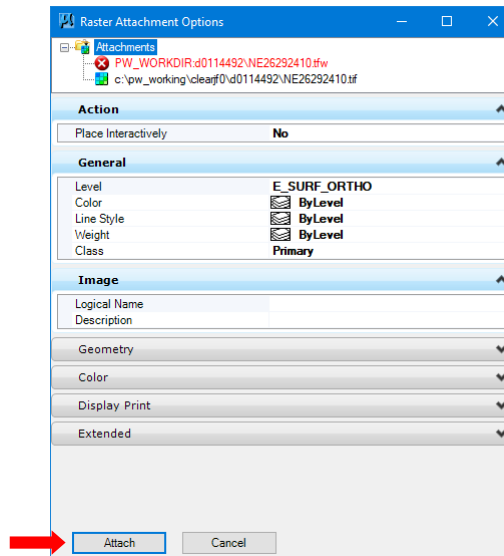 Raster Attachment Options
Attachments
PW_WORKDIR:d0114492\NE26292410.tfw
c:\pw_working\clearjf0\d0114492\NE26292410.tif
Action
Place Interactively No
General
Level E_SURF_ORTHO
Color ByLevel
Line Style ByLevel
Weight ByLevel
Class Primary
Image
Logical Name
Description
Geometry
Color
Display Print
Extended
Attach Cancel